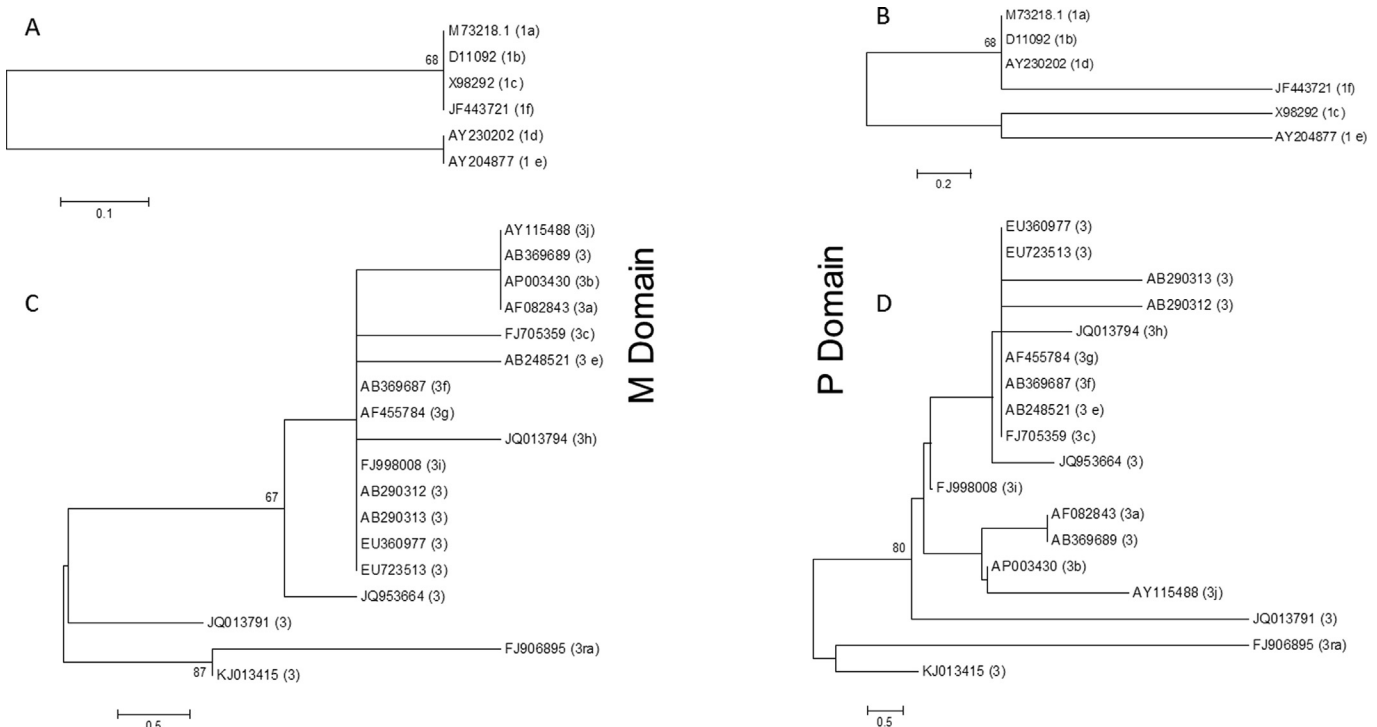 A
M73218.1 (1a)
68
D11092 (1b)
X98292 (1c)
JF443721 (1f)
AY230202 (1d)
AY204877 (1 e)
0.1
B
M73218.1 (1a)
68
D11092 (1b)
AY230202 (1d)
JF443721 (1f)
X98292 (1c)
AY204877 (1 e)
0.2
C
AY115488 (3j)
AB369689 (3)
AP003430 (3b)
AF082843 (3a)
FJ705359 (3c)
AB248521 (3 e)
AB369687 (3f)
AF455784 (3g)
JQ013794 (3h)
FJ998008 (3i)
67
AB290312 (3)
AB290313 (3)
EU360977 (3)
EU723513 (3)
JQ953664 (3)
JQ013791 (3)
FJ906895 (3ra)
87
KJ013415 (3)
0.5
M Domain
P Domain
D
EU360977 (3)
EU723513 (3)
AB290313 (3)
AB290312 (3)
JQ013794 (3h)
AF455784 (3g)
AB369687 (3f)
AB248521 (3 e)
FJ705359 (3c)
JQ953664 (3)
FJ998008 (3i)
AF082843 (3a)
AB369689 (3)
80
AP003430 (3b)
AY115488 (3j)
JQ013791 (3)
FJ906895 (3ra)
KJ013415 (3)
0.5